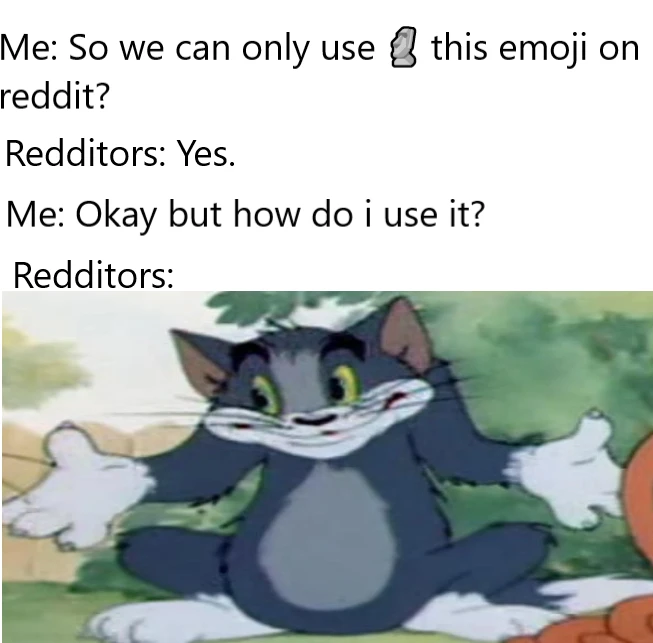 Me: So we can only use 🗿 this emoji on
reddit?
Redditors: Yes.
Me: Okay but how do i use it?
Redditors: